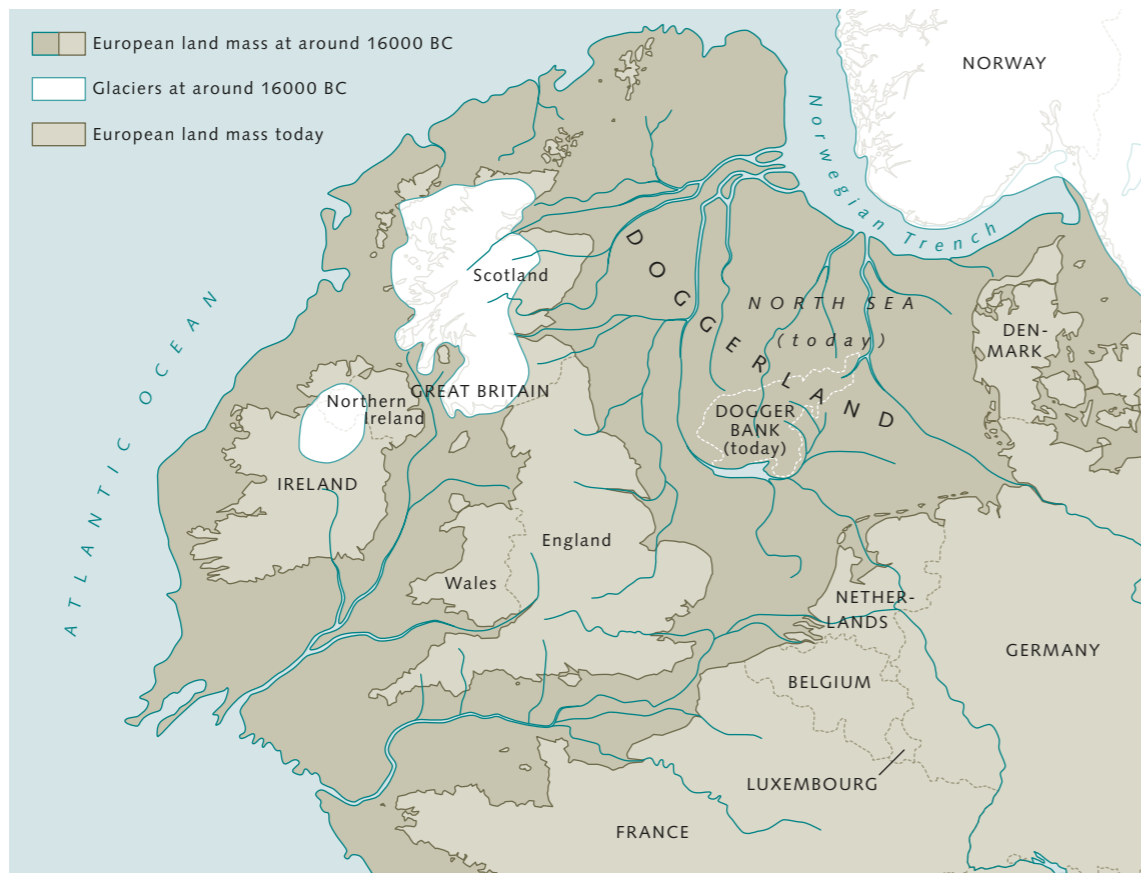 European land mass at around 16000 BC
Glaciers at around 16000 BC
European land mass today
NORWAY
Norwegian Trench
ATLANTIC OCEAN
Scotland
DOGGERLAND
NORTH SEA
(today)
DEN-
MARK
GREAT BRITAIN
Northern
Ireland
DOGGER
BANK
(today)
IRELAND
England
Wales
NETHER-
LANDS
GERMANY
BELGIUM
LUXEMBOURG
FRANCE